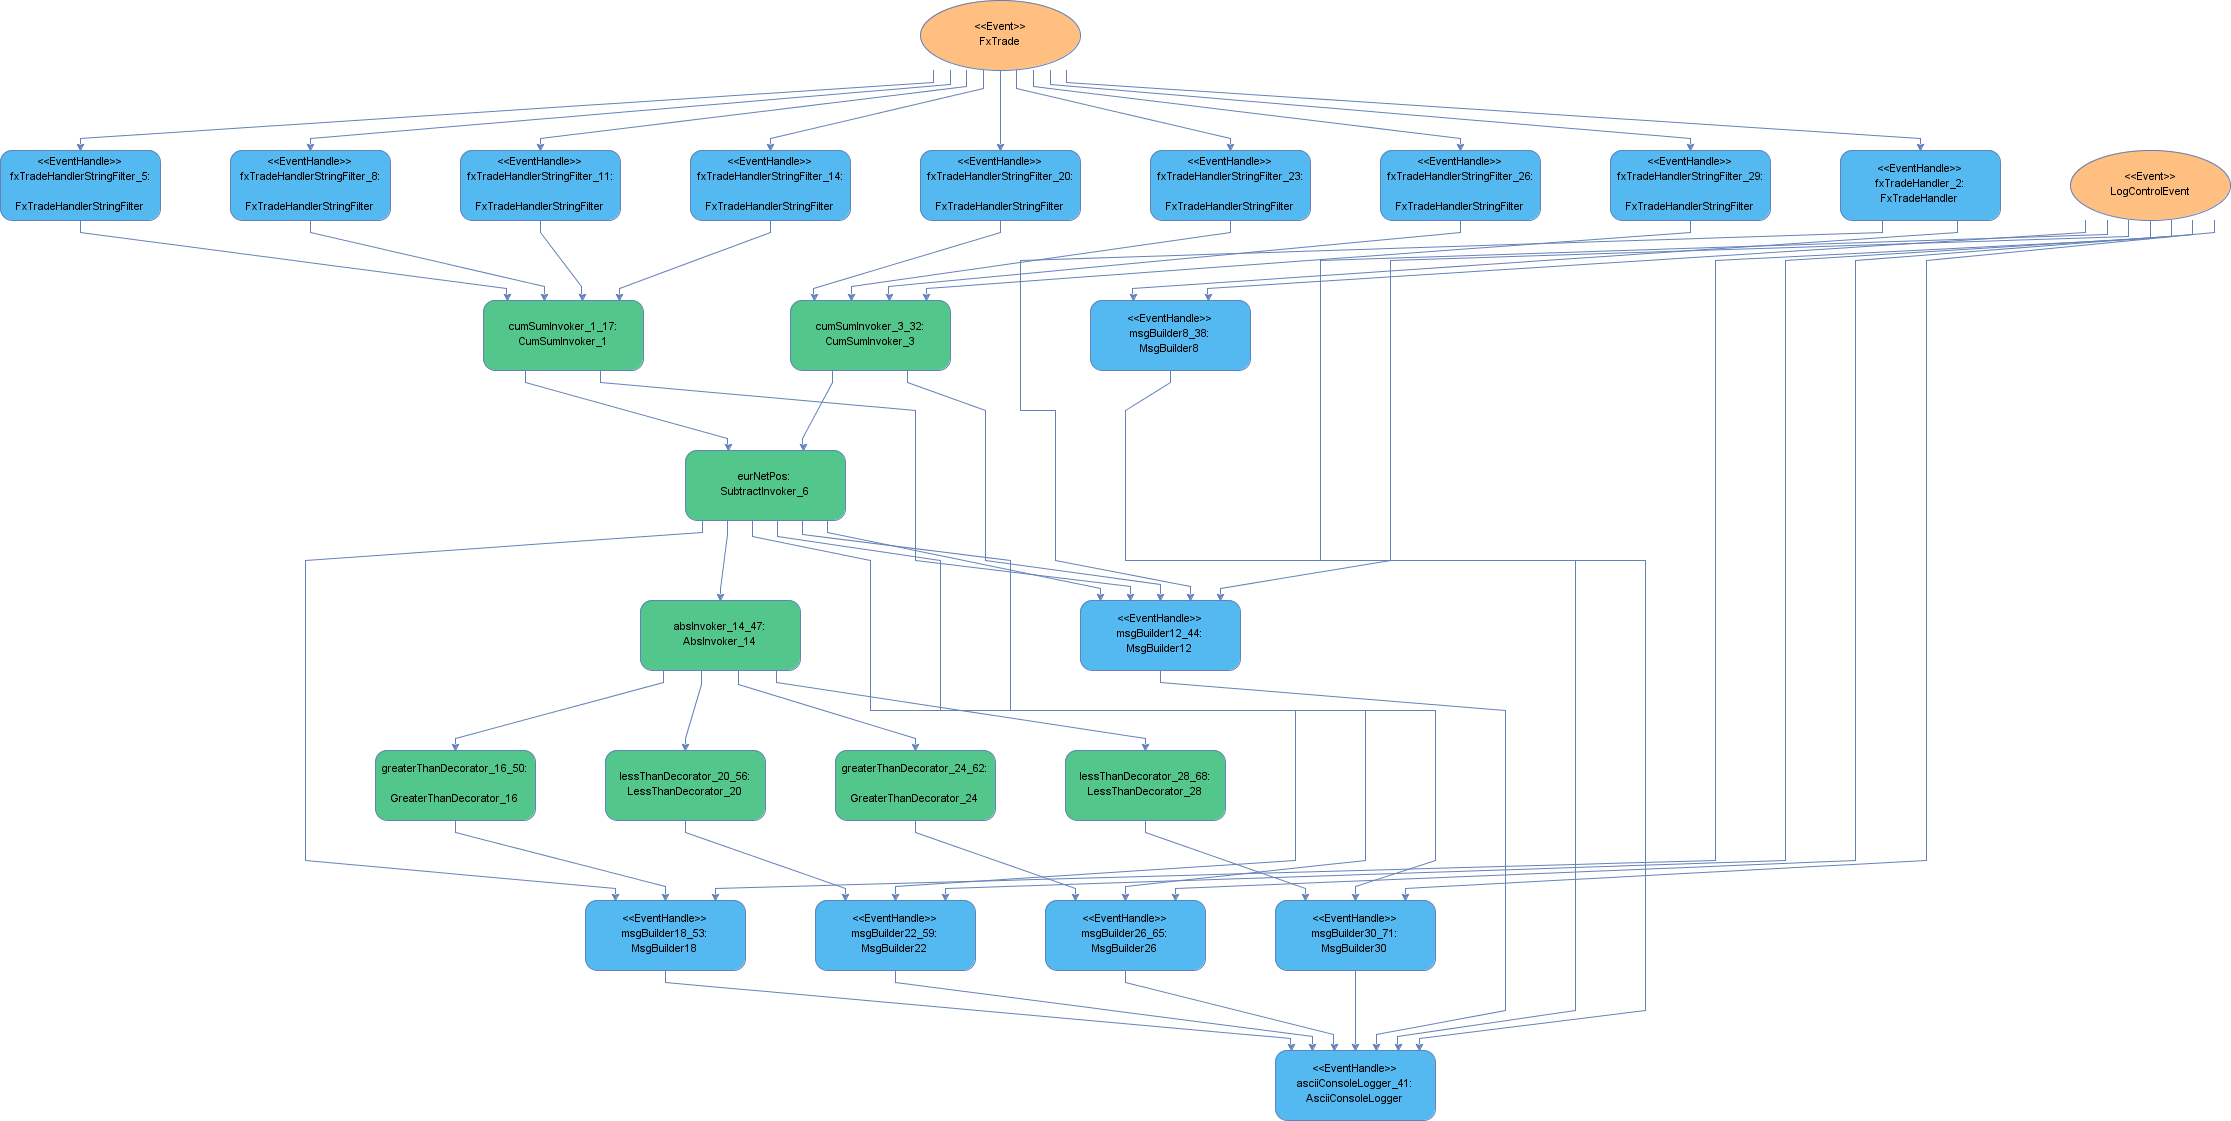 <<Event>>
FxTrade
<<EventHandle>>
fxTradeHandlerStringFilter_5:
FxTradeHandlerStringFilter
<<EventHandle>>
fxTradeHandlerStringFilter_8:
FxTradeHandlerStringFilter
<<EventHandle>>
fxTradeHandlerStringFilter_11:
FxTradeHandlerStringFilter
<<EventHandle>>
fxTradeHandlerStringFilter_14:
FxTradeHandlerStringFilter
<<EventHandle>>
fxTradeHandlerStringFilter_20:
FxTradeHandlerStringFilter
<<EventHandle>>
fxTradeHandlerStringFilter_23:
FxTradeHandlerStringFilter
<<EventHandle>>
fxTradeHandlerStringFilter_26:
FxTradeHandlerStringFilter
<<EventHandle>>
fxTradeHandlerStringFilter_29:
FxTradeHandlerStringFilter
<<EventHandle>>
fxTradeHandler_2:
FxTradeHandler
<<Event>>
LogControlEvent
cumSumInvoker_1_17:
CumSumInvoker_1
cumSumInvoker_3_32:
CumSumInvoker_3
<<EventHandle>>
msgBuilder8_38:
MsgBuilder8
eurNetPos:
SubtractInvoker_6
absInvoker_14_47:
AbsInvoker_14
<<EventHandle>>
msgBuilder12_44:
MsgBuilder12
greaterThanDecorator_16_50:
GreaterThanDecorator_16
lessThanDecorator_20_56:
LessThanDecorator_20
greaterThanDecorator_24_62:
GreaterThanDecorator_24
lessThanDecorator_28_68:
LessThanDecorator_28
<<EventHandle>>
msgBuilder18_53:
MsgBuilder18
<<EventHandle>>
msgBuilder22_59:
MsgBuilder22
<<EventHandle>>
msgBuilder26_65:
MsgBuilder26
<<EventHandle>>
msgBuilder30_71:
MsgBuilder30
<<EventHandle>>
asciiConsoleLogger_41:
AsciiConsoleLogger